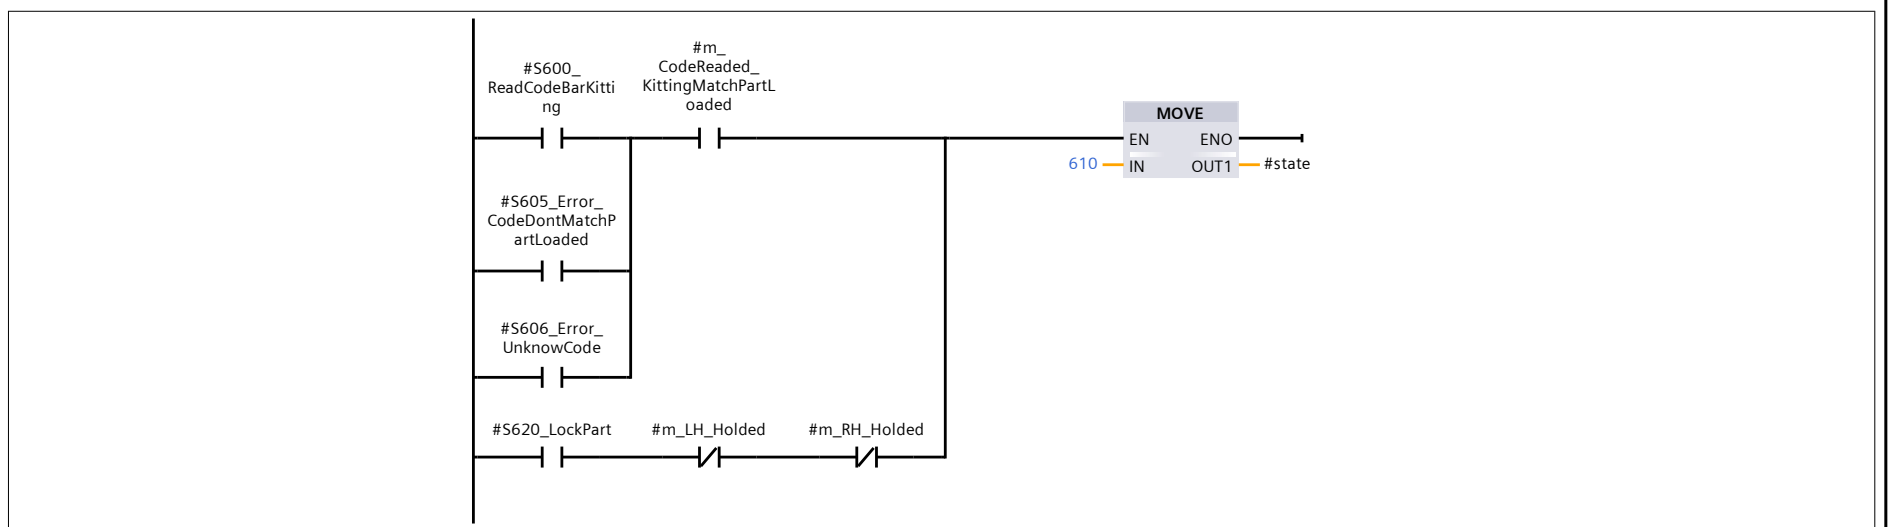 #m_
CodeReaded_
KittingMatchPartL
oaded
#S600_
ReadCodeBarKitti
ng
MOVE
EN ENO
610 IN OUT1 #state
#S605_Error_
CodeDontMatchP
artLoaded
#S606_Error_
UnknowCode
#S620_LockPart #m_LH_Holded #m_RH_Holded